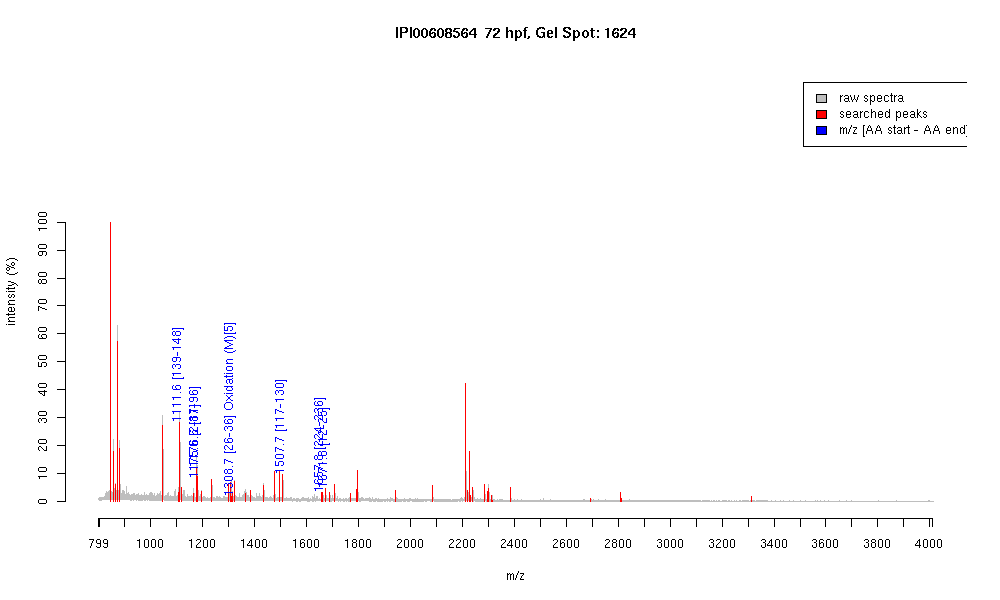 IPI00608564 72 hpf, Gel Spot: 1624
raw spectra
searched peaks
m/z [AA start - AA end]
intensity (%)
100
90
80
70
60
50
40
30
20
10
0
1111.6 [139-148]
1308.7 [26-36] Oxidation (M)[5]
1507.7 [117-130]
799 1000 1200 1400 1600 1800 2000 2200 2400 2600 2800 3000 3200 3400 3600 3800 4000
m/z